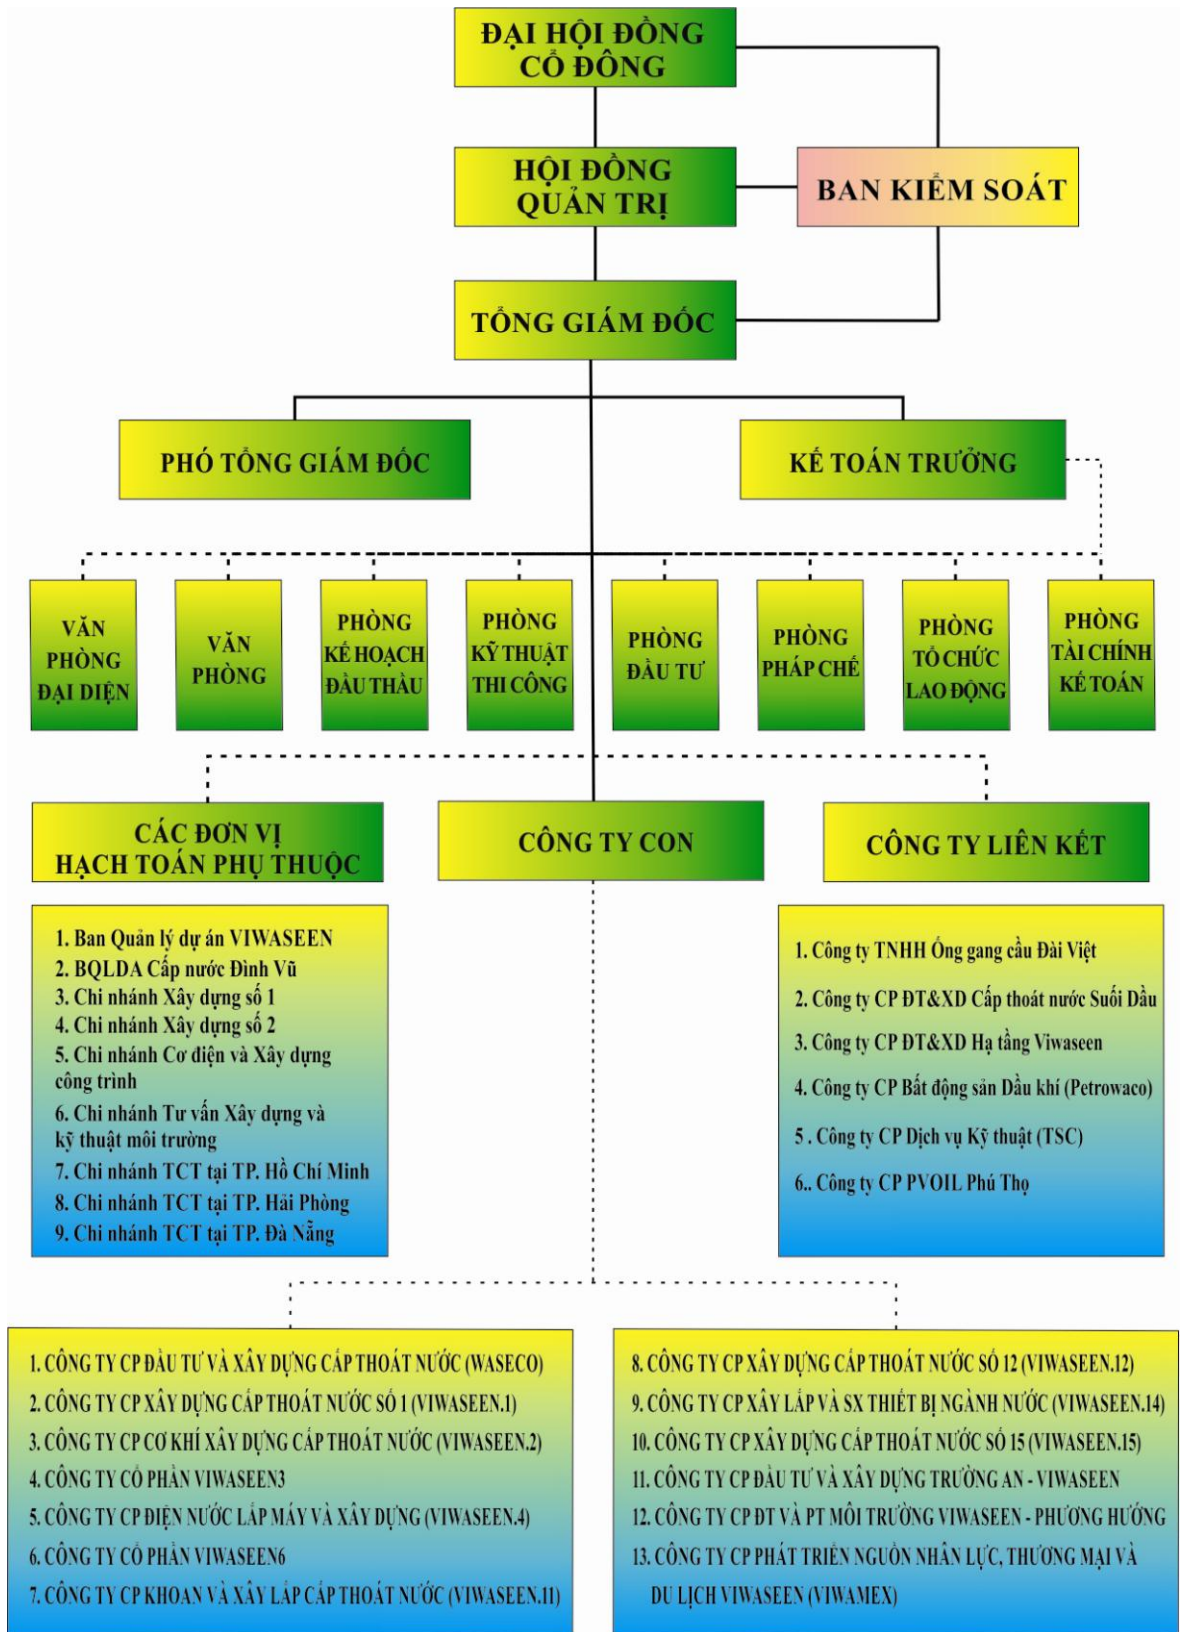 ĐẠI HỘI ĐỒNG
CỔ ĐÔNG
HỘI ĐỒNG
QUẢN TRỊ
BAN KIỂM SOÁT
TỔNG GIÁM ĐỐC
PHÓ TỔNG GIÁM ĐỐC
KẾ TOÁN TRƯỞNG
VĂN
PHÒNG
ĐẠI DIỆN
VĂN
PHÒNG
PHÒNG
KẾ HOẠCH
ĐẦU THẦU
PHÒNG
KỸ THUẬT
THI CÔNG
PHÒNG
ĐẦU TƯ
PHÒNG
PHÁP CHẾ
PHÒNG
TỔ CHỨC
LAO ĐỘNG
PHÒNG
TÀI CHÍNH
KẾ TOÁN
CÁC ĐƠN VỊ
HẠCH TOÁN PHỤ THUỘC
CÔNG TY CON
CÔNG TY LIÊN KẾT
1. Ban Quản lý dự án VIWASEEN
2. BQLDA Cấp nước Đình Vũ
3. Chi nhánh Xây dựng số 1
4. Chi nhánh Xây dựng số 2
5. Chi nhánh Cơ điện và Xây dựng
công trình
6. Chi nhánh Tư vấn Xây dựng và
kỹ thuật môi trường
7. Chi nhánh TCT tại TP. Hồ Chí Minh
8. Chi nhánh TCT tại TP. Hải Phòng
9. Chi nhánh TCT tại TP. Đà Nẵng
1. Công ty TNHH Ống gang cầu Đài Việt
2. Công ty CP ĐT&XD Cấp thoát nước Suối Dầu
3. Công ty CP ĐT&XD Hạ tầng Viwaseen
4. Công ty CP Bất động sản Dầu khí (Petrowaco)
5 . Công ty CP Dịch vụ Kỹ thuật (TSC)
6.. Công ty CP PVOIL Phú Thọ
1. CÔNG TY CP ĐẦU TƯ VÀ XÂY DỰNG CẤP THOÁT NƯỚC (WASECO)
2. CÔNG TY CP XÂY DỰNG CẤP THOÁT NƯỚC SỐ 1 (VIWASEEN.1)
3. CÔNG TY CP CƠ KHÍ XÂY DỰNG CẤP THOÁT NƯỚC (VIWASEEN.2)
4. CÔNG TY CỔ PHẦN VIWASEEN3
5. CÔNG TY CP ĐIỆN NƯỚC LẮP MÁY VÀ XÂY DỰNG (VIWASEEN.4)
6. CÔNG TY CỔ PHẦN VIWASEEN6
7. CÔNG TY CP KHOAN VÀ XÂY LẮP CẤP THOÁT NƯỚC (VIWASEEN.11)
8. CÔNG TY CP XÂY DỰNG CẤP THOÁT NƯỚC SỐ 12 (VIWASEEN.12)
9. CÔNG TY CP XÂY LẮP VÀ SX THIẾT BỊ NGÀNH NƯỚC (VIWASEEN.14)
10. CÔNG TY CP XÂY DỰNG CẤP THOÁT NƯỚC SỐ 15 (VIWASEEN.15)
11. CÔNG TY CP ĐẦU TƯ VÀ XÂY DỰNG TRƯỜNG AN - VIWASEEN
12. CÔNG TY CP ĐT VÀ PT MÔI TRƯỜNG VIWASEEN - PHƯƠNG HƯỚNG
13. CÔNG TY CP PHÁT TRIỂN NGUỒN NHÂN LỰC, THƯƠNG MẠI VÀ
DU LỊCH VIWASEEN (VIWAMEX)